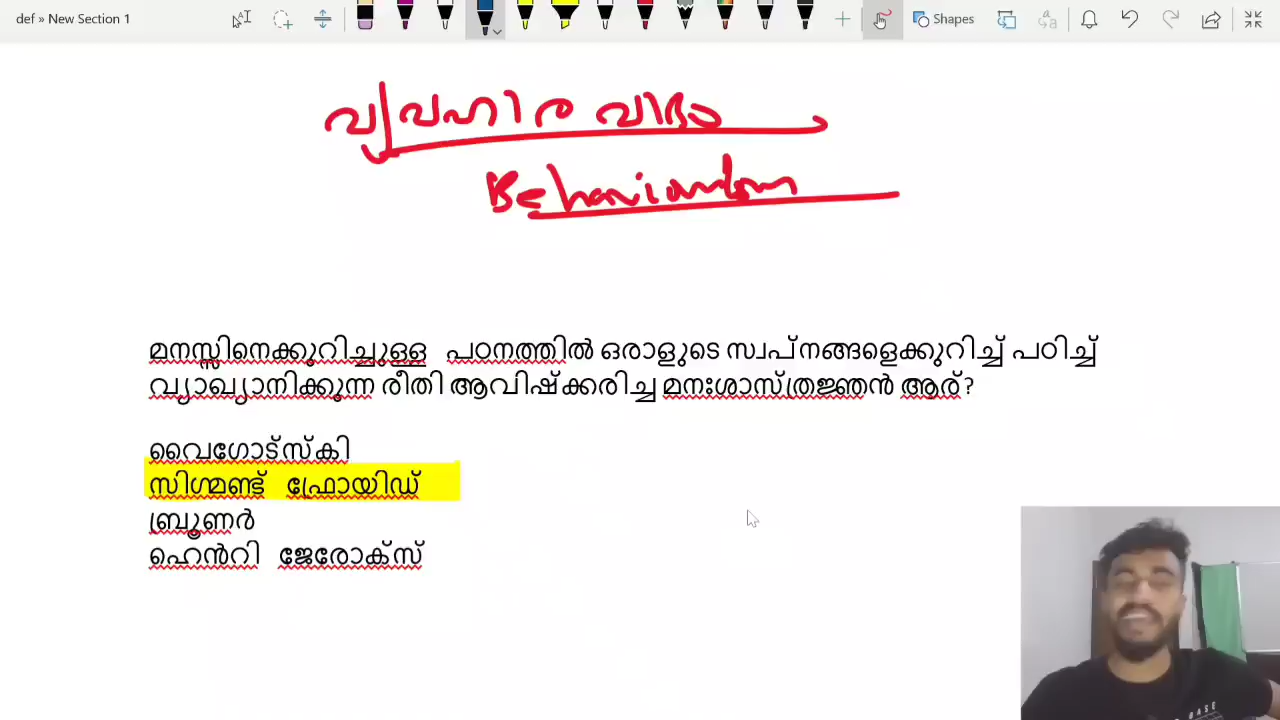 def » New Section 1
Shapes
വ്യവഹാര വാദം
മനസ്സിനെക്കുറിച്ചുള്ള പഠനത്തിൽ ഒരാളുടെ സ്വപ്നങ്ങളെക്കുറിച്ച് പഠിച്ച്
വ്യാഖ്യാനിക്കുന്ന രീതി ആവിഷ്ക്കരിച്ച മനഃശാസ്ത്രജ്ഞൻ ആര്?
വൈഗോട്സ്കി
സിഗ്മണ്ട് ഫ്രോയിഡ്
ബ്രൂണർ
ഹെൻറി ജേരോക്സ്
BASE